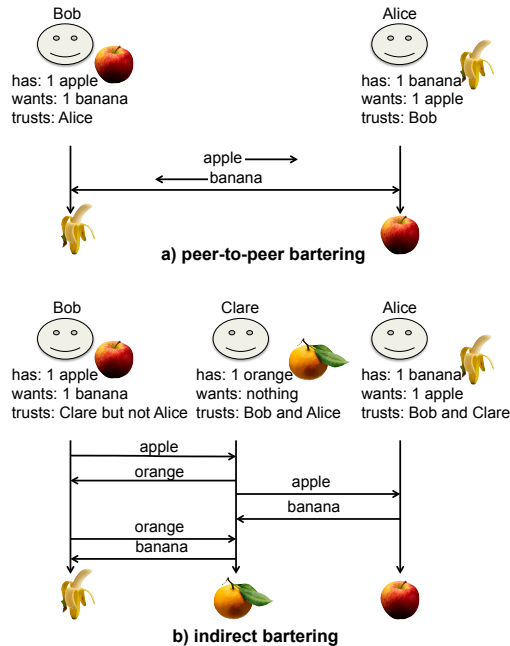 Bob
Alice
has: 1 apple
wants: 1 banana
trusts: Alice
has: 1 banana
wants: 1 apple
trusts: Bob
apple
banana
a) peer-to-peer bartering
Bob
Clare
Alice
has: 1 apple
wants: 1 banana
trusts: Clare but not Alice
has: 1 orange
wants: nothing
trusts: Bob and Alice
has: 1 banana
wants: 1 apple
trusts: Bob and Clare
apple
orange
apple
banana
orange
banana
b) indirect bartering